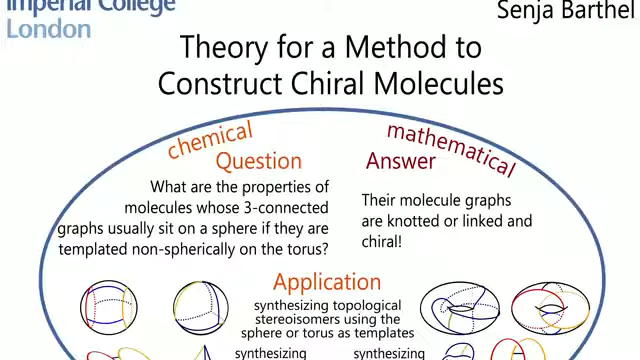 Imperial College
London
Senja Barthel
Theory for a Method to
Construct Chiral Molecules
chemical
Question
mathematical
Answer
What are the properties of
molecules whose 3-connected
graphs usually sit on a sphere if they are
templated non-spherically on the torus?
Their molecule graphs
are knotted or linked and
chiral!
Application
synthesizing topological
stereoisomers using the
sphere or torus as templates
synthesizing
synthesizing